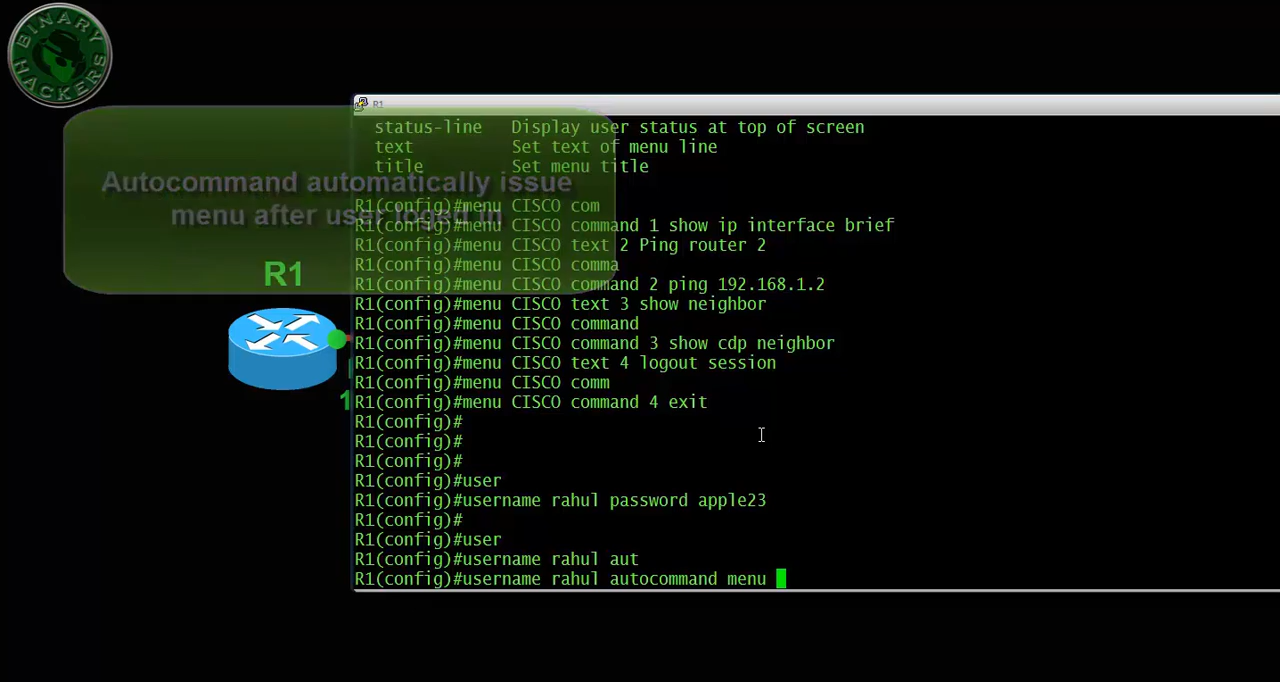 BINARY
HACKERS
R1
status-line Display user status at top of screen
text Set text of menu line
title Set menu title
Autocommand automatically issue
menu after user loged in
R1
R1(config)#menu CISCO com
R1(config)#menu CISCO command 1 show ip interface brief
R1(config)#menu CISCO text 2 Ping router 2
R1(config)#menu CISCO comma
R1(config)#menu CISCO command 2 ping 192.168.1.2
R1(config)#menu CISCO text 3 show neighbor
R1(config)#menu CISCO command
R1(config)#menu CISCO command 3 show cdp neighbor
R1(config)#menu CISCO text 4 logout session
R1(config)#menu CISCO comm
R1(config)#menu CISCO command 4 exit
R1(config)#
R1(config)#
R1(config)#
R1(config)#user
R1(config)#username rahul password apple23
R1(config)#
R1(config)#user
R1(config)#username rahul aut
R1(config)#username rahul autocommand menu